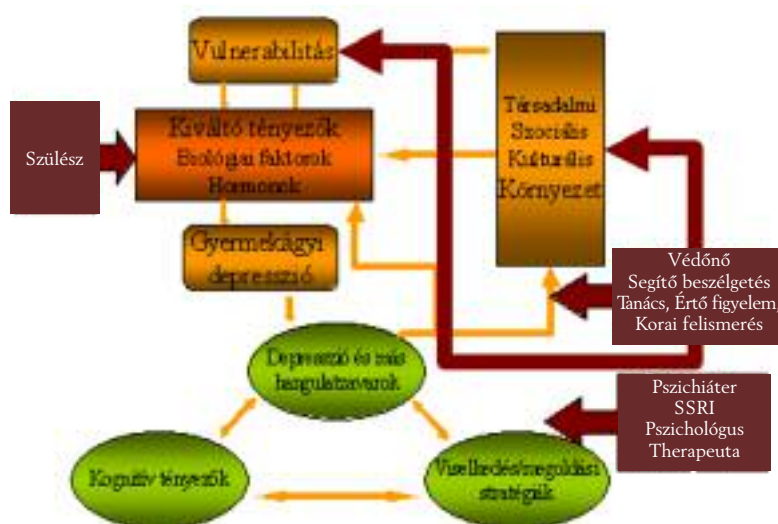 Vulnerabilitás
Szülész
Kiváltó tényezők
Biológiai faktorok
Hormonok
Társadalmi
Szociális
Kulturális
Környezet
Gyermekágyi
depresszió
Védőnő
Segítő beszélgetés
Tanács, Értő figyelem,
Korai felismerés
Depresszió és más
hangulatzavarok
Pszichiáter
SSRI
Pszichológus
Therapeuta
Kognitív tényezők
Viselkedés/megoldási
stratégiák